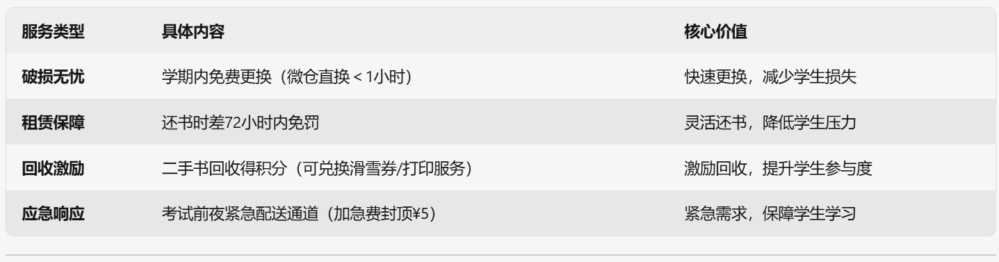 服务类型 具体内容 核心价值
破损无忧 学期内免费更换（微仓直换＜1小时） 快速更换，减少学生损失
租赁保障 还书时差72小时内免罚 灵活还书，降低学生压力
回收激励 二手书回收得积分（可兑换滑雪券/打印服务） 激励回收，提升学生参与度
应急响应 考试前夜紧急配送通道（加急费封顶¥5） 紧急需求，保障学生学习